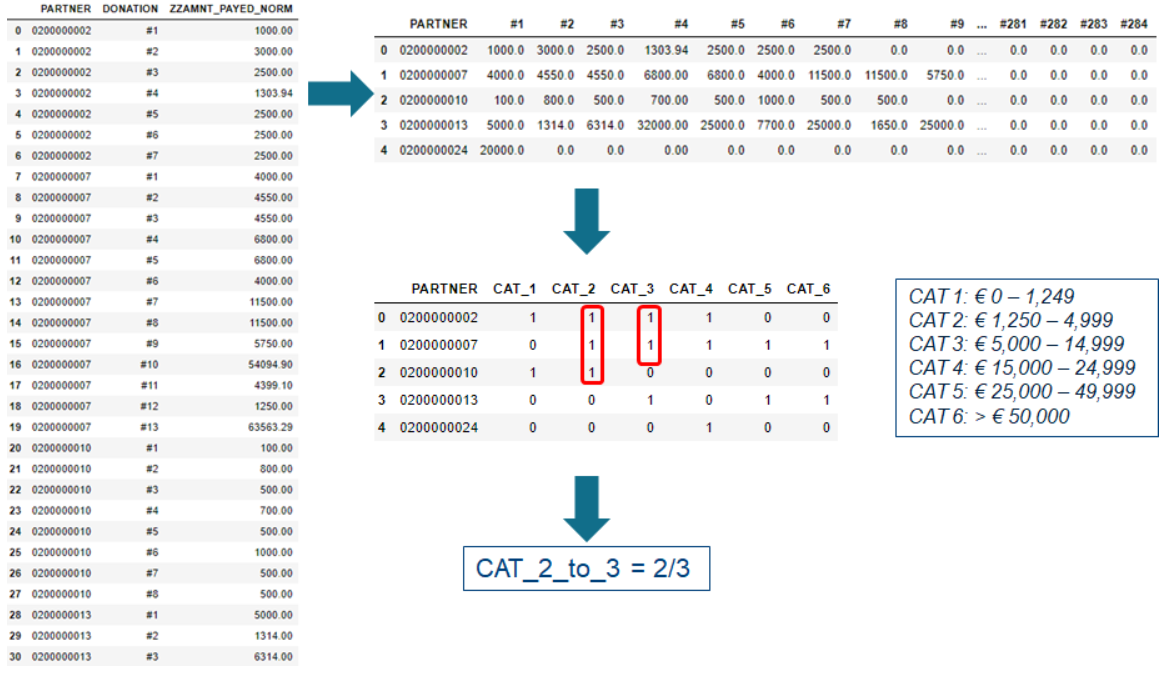 PARTNER DONATION ZZAMNT_PAYED_NORM
0 0200000002 #1 1000.00
1 0200000002 #2 3000.00
2 0200000002 #3 2500.00
3 0200000002 #4 1303.94
4 0200000002 #5 2500.00
5 0200000002 #6 2500.00
6 0200000002 #7 2500.00
7 0200000007 #1 4000.00
8 0200000007 #2 4550.00
9 0200000007 #3 4550.00
10 0200000007 #4 6800.00
11 0200000007 #5 6800.00
12 0200000007 #6 4000.00
13 0200000007 #7 11500.00
14 0200000007 #8 11500.00
15 0200000007 #9 5750.00
16 0200000007 #10 54094.90
17 0200000007 #11 4399.10
18 0200000007 #12 1250.00
19 0200000007 #13 63563.29
20 0200000010 #1 100.00
21 0200000010 #2 800.00
22 0200000010 #3 500.00
23 0200000010 #4 700.00
24 0200000010 #5 500.00
25 0200000010 #6 1000.00
26 0200000010 #7 500.00
27 0200000010 #8 500.00
28 0200000013 #1 5000.00
29 0200000013 #2 1314.00
30 0200000013 #3 6314.00
PARTNER #1 #2 #3 #4 #5 #6 #7 #8 #9 ... #281 #282 #283 #284
0 0200000002 1000.0 3000.0 2500.0 1303.94 2500.0 2500.0 2500.0 0.0 0.0 ... 0.0 0.0 0.0 0.0
1 0200000007 4000.0 4550.0 4550.0 6800.00 6800.0 4000.0 11500.0 11500.0 5750.0 ... 0.0 0.0 0.0 0.0
2 0200000010 100.0 800.0 500.0 700.00 500.0 1000.0 500.0 500.0 0.0 ... 0.0 0.0 0.0 0.0
3 0200000013 5000.0 1314.0 6314.0 32000.00 25000.0 7700.0 25000.0 1650.0 25000.0 ... 0.0 0.0 0.0 0.0
4 0200000024 20000.0 0.0 0.0 0.00 0.0 0.0 0.0 0.0 0.0 ... 0.0 0.0 0.0 0.0
PARTNER CAT_1 CAT_2 CAT_3 CAT_4 CAT_5 CAT_6
0 0200000002 1 1 1 1 0 0
1 0200000007 0 1 1 1 1 1
2 0200000010 1 1 0 0 0 0
3 0200000013 0 0 1 0 1 1
4 0200000024 0 0 0 1 0 0
CAT 1: € 0 – 1,249
CAT 2: € 1,250 – 4,999
CAT 3: € 5,000 – 14,999
CAT 4: € 15,000 – 24,999
CAT 5: € 25,000 – 49,999
CAT 6: > € 50,000
CAT_2_to_3 = 2/3